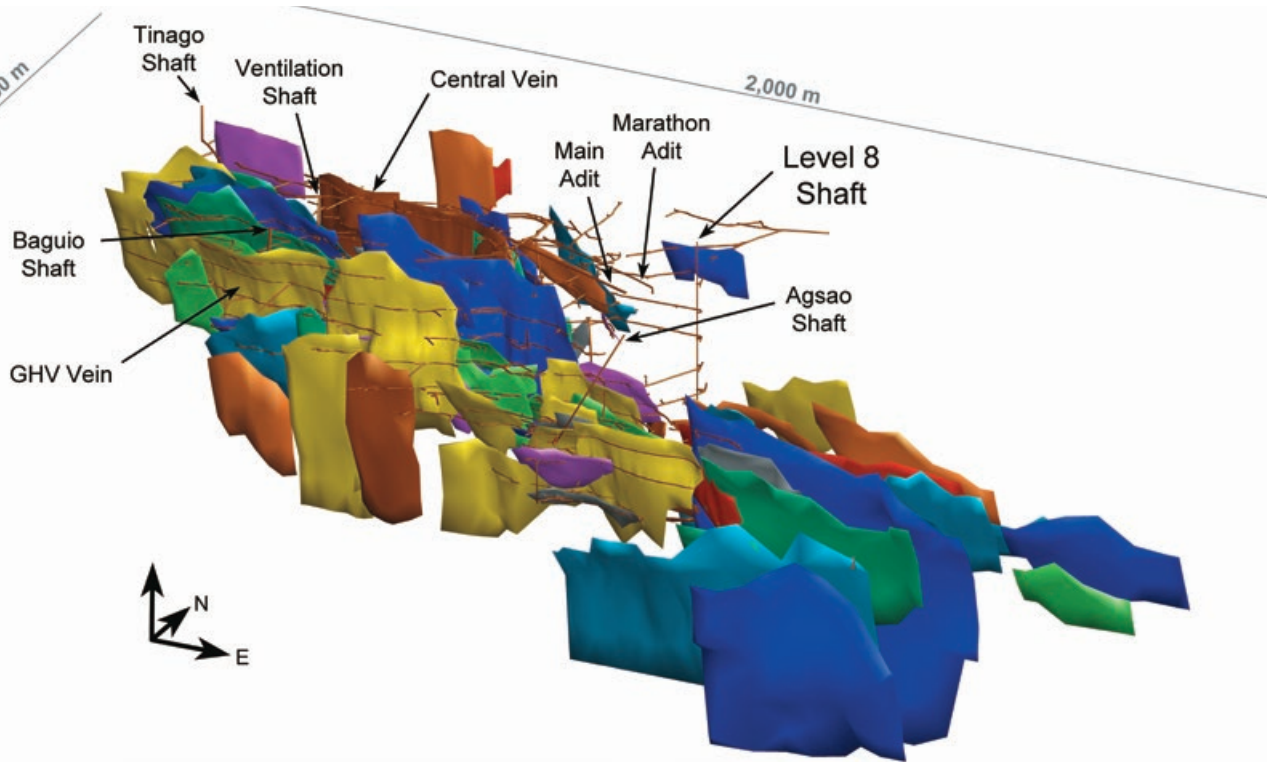 Tinago
Shaft
Ventilation
Shaft
Central Vein
2,000 m
Marathon
Adit
Main
Adit
Level 8
Shaft
Baguio
Shaft
Agsao
Shaft
GHV Vein
N
E
0 m